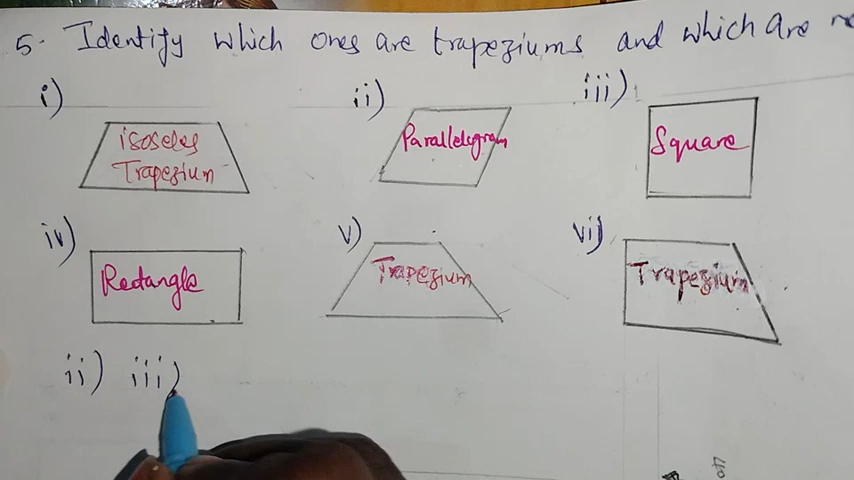 5. Identify which ones are trapeziums and which are
i) ii) iii)
isosceles
Trapezium
Parallelogram
Square
iv) v) vi)
Rectangle
Trapezium
Trapezium
ii) iii)